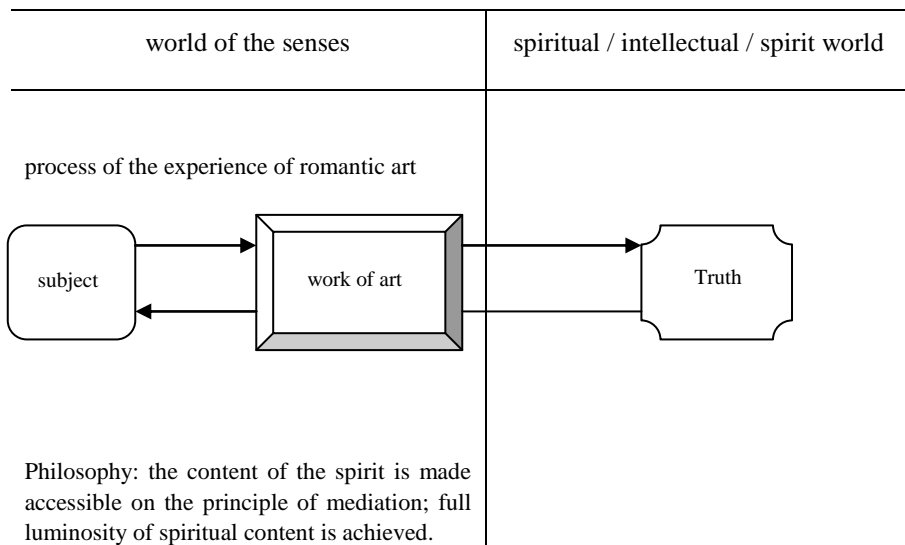 world of the senses
spiritual / intellectual / spirit world
process of the experience of romantic art
subject
work of art
Truth
Philosophy: the content of the spirit is made
accessible on the principle of mediation; full
luminosity of spiritual content is achieved.